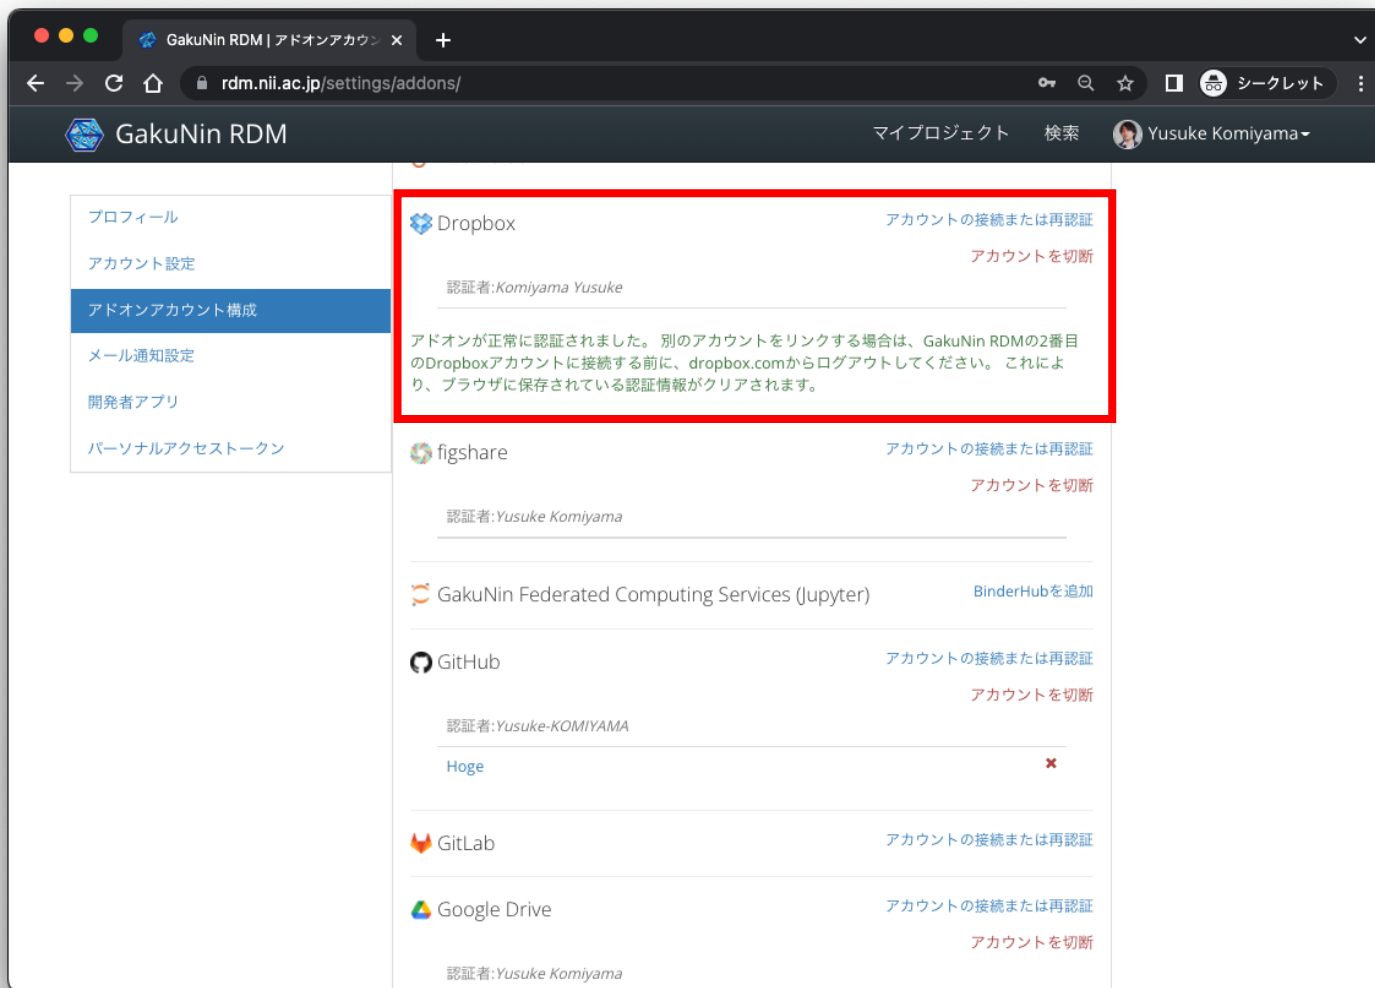 GakuNin RDM | アドオンアカウン
rdm.nii.ac.jp/settings/addons/
シークレット
GakuNin RDM
マイプロジェクト
検索
Yusuke Komiyama
プロフィール
アカウント設定
アドオンアカウント構成
メール通知設定
開発者アプリ
パーソナルアクセストークン
Dropbox
アカウントの接続または再認証
アカウントを切断
認証者:Komiyama Yusuke
アドオンが正常に認証されました。 別のアカウントをリンクする場合は、GakuNin RDMの2番目
のDropboxアカウントに接続する前に、dropbox.comからログアウトしてください。 これによ
り、ブラウザに保存されている認証情報がクリアされます。
figshare
アカウントの接続または再認証
アカウントを切断
認証者:Yusuke Komiyama
GakuNin Federated Computing Services (Jupyter)
BinderHubを追加
GitHub
アカウントの接続または再認証
アカウントを切断
認証者:Yusuke-KOMIYAMA
Hoge
GitLab
アカウントの接続または再認証
Google Drive
アカウントの接続または再認証
アカウントを切断
認証者:Yusuke Komiyama